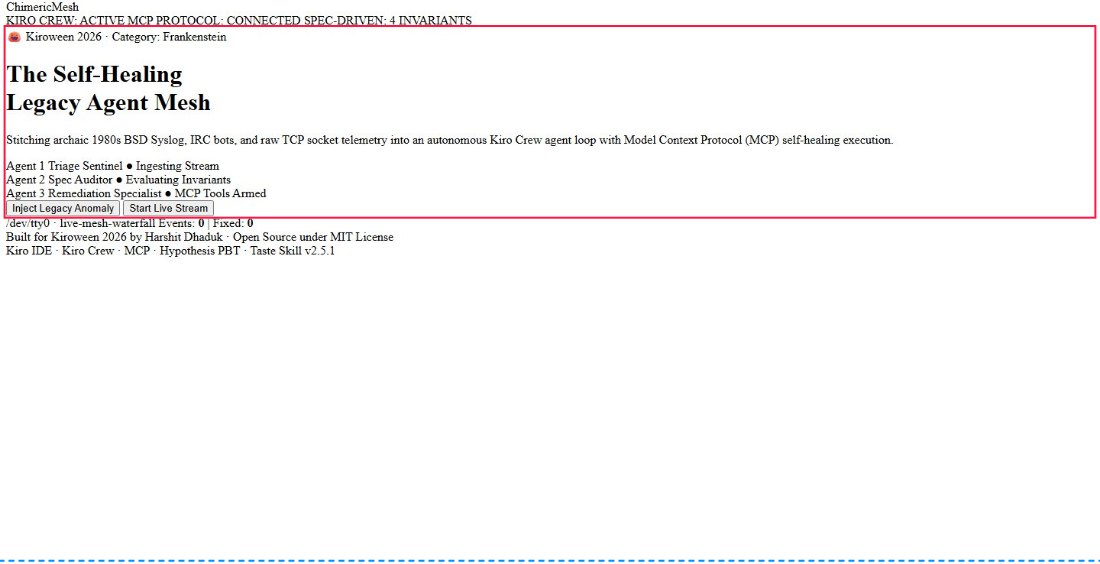 ChimericMesh
KIRO CREW: ACTIVE MCP PROTOCOL: CONNECTED SPEC-DRIVEN: 4 INVARIANTS
Kiroween 2026 · Category: Frankenstein
The Self-Healing
Legacy Agent Mesh
Stitching archaic 1980s BSD Syslog, IRC bots, and raw TCP socket telemetry into an autonomous Kiro Crew agent loop with Model Context Protocol (MCP) self-healing execution.
Agent 1 Triage Sentinel ● Ingesting Stream
Agent 2 Spec Auditor ● Evaluating Invariants
Agent 3 Remediation Specialist ● MCP Tools Armed
Inject Legacy Anomaly Start Live Stream
/dev/tty0 · live-mesh-waterfall Events: 0 | Fixed: 0
Built for Kiroween 2026 by Harshit Dhaduk · Open Source under MIT License
Kiro IDE · Kiro Crew · MCP · Hypothesis PBT · Taste Skill v2.5.1